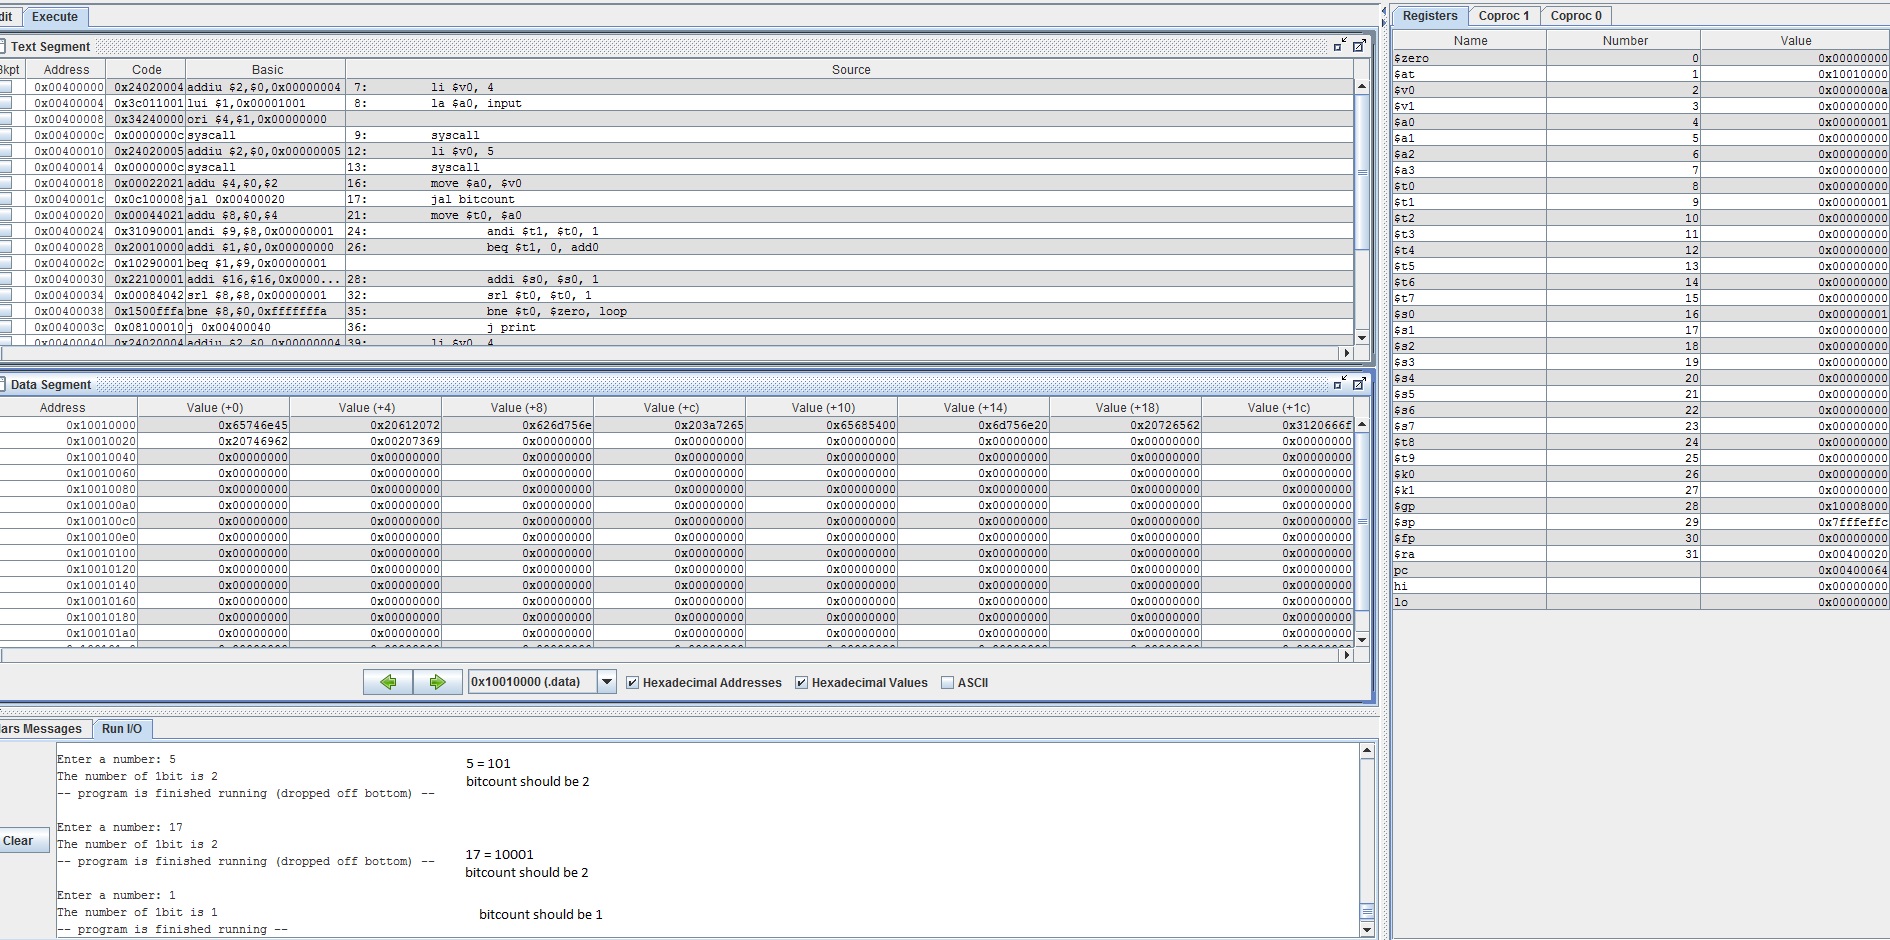 dit Execute
Text Segment
Bkpt Address Code Basic Source
0x00400000 0x24020004 addiu $2,$0,0x00000004 7: li $v0, 4
0x00400004 0x3c011001 lui $1,0x00001001 8: la $a0, input
0x00400008 0x34240000 ori $4,$1,0x00000000
0x0040000c 0x0000000c syscall 9: syscall
0x00400010 0x24020005 addiu $2,$0,0x00000005 12: li $v0, 5
0x00400014 0x0000000c syscall 13: syscall
0x00400018 0x00022021 addu $4,$0,$2 16: move $a0, $v0
0x0040001c 0x0c100008 jal 0x00400020 17: jal bitcount
0x00400020 0x00044021 addu $8,$0,$4 21: move $t0, $a0
0x00400024 0x31090001 andi $9,$8,0x00000001 24: andi $t1, $t0, 1
0x00400028 0x20010000 addi $1,$0,0x00000000 26: beq $t1, 0, add0
0x0040002c 0x10290001 beq $1,$9,0x00000001
0x00400030 0x22100001 addi $16,$16,0x0000... 28: addi $s0, $s0, 1
0x00400034 0x00084042 srl $8,$8,0x00000001 32: srl $t0, $t0, 1
0x00400038 0x1500fffa bne $8,$0,0xfffffffa 35: bne $t0, $zero, loop
0x0040003c 0x08100010 j 0x00400040 36: j print
0x00400040 0x24020004 addiu $2,$0,0x00000004 39: li $v0, 4
Data Segment
Address Value (+0) Value (+4) Value (+8) Value (+c) Value (+10) Value (+14) Value (+18) Value (+1c)
0x10010000 0x65746e45 0x20612072 0x626d756e 0x203a7265 0x65685400 0x6d756e20 0x20726562 0x3120666f
0x10010020 0x20746962 0x00207369 0x00000000 0x00000000 0x00000000 0x00000000 0x00000000 0x00000000
0x10010040 0x00000000 0x00000000 0x00000000 0x00000000 0x00000000 0x00000000 0x00000000 0x00000000
0x10010060 0x00000000 0x00000000 0x00000000 0x00000000 0x00000000 0x00000000 0x00000000 0x00000000
0x10010080 0x00000000 0x00000000 0x00000000 0x00000000 0x00000000 0x00000000 0x00000000 0x00000000
0x100100a0 0x00000000 0x00000000 0x00000000 0x00000000 0x00000000 0x00000000 0x00000000 0x00000000
0x100100c0 0x00000000 0x00000000 0x00000000 0x00000000 0x00000000 0x00000000 0x00000000 0x00000000
0x100100e0 0x00000000 0x00000000 0x00000000 0x00000000 0x00000000 0x00000000 0x00000000 0x00000000
0x10010100 0x00000000 0x00000000 0x00000000 0x00000000 0x00000000 0x00000000 0x00000000 0x00000000
0x10010120 0x00000000 0x00000000 0x00000000 0x00000000 0x00000000 0x00000000 0x00000000 0x00000000
0x10010140 0x00000000 0x00000000 0x00000000 0x00000000 0x00000000 0x00000000 0x00000000 0x00000000
0x10010160 0x00000000 0x00000000 0x00000000 0x00000000 0x00000000 0x00000000 0x00000000 0x00000000
0x10010180 0x00000000 0x00000000 0x00000000 0x00000000 0x00000000 0x00000000 0x00000000 0x00000000
0x100101a0 0x00000000 0x00000000 0x00000000 0x00000000 0x00000000 0x00000000 0x00000000 0x00000000
0x10010000 (.data) Hexadecimal Addresses Hexadecimal Values ASCII
lars Messages Run I/O
Clear
Enter a number: 5
The number of 1bit is 2
-- program is finished running (dropped off bottom) --
5 = 101
bitcount should be 2
Enter a number: 17
The number of 1bit is 2
-- program is finished running (dropped off bottom) --
17 = 10001
bitcount should be 2
Enter a number: 1
The number of 1bit is 1
-- program is finished running --
bitcount should be 1
Registers Coproc 1 Coproc 0
Name Number Value
$zero 0 0x00000000
$at 1 0x10010000
$v0 2 0x0000000a
$v1 3 0x00000000
$a0 4 0x00000001
$a1 5 0x00000000
$a2 6 0x00000000
$a3 7 0x00000000
$t0 8 0x00000000
$t1 9 0x00000001
$t2 10 0x00000000
$t3 11 0x00000000
$t4 12 0x00000000
$t5 13 0x00000000
$t6 14 0x00000000
$t7 15 0x00000000
$s0 16 0x00000001
$s1 17 0x00000000
$s2 18 0x00000000
$s3 19 0x00000000
$s4 20 0x00000000
$s5 21 0x00000000
$s6 22 0x00000000
$s7 23 0x00000000
$t8 24 0x00000000
$t9 25 0x00000000
$k0 26 0x00000000
$k1 27 0x00000000
$gp 28 0x10008000
$sp 29 0x7fffeffc
$fp 30 0x00000000
$ra 31 0x00400020
pc 0x00400064
hi 0x00000000
lo 0x00000000